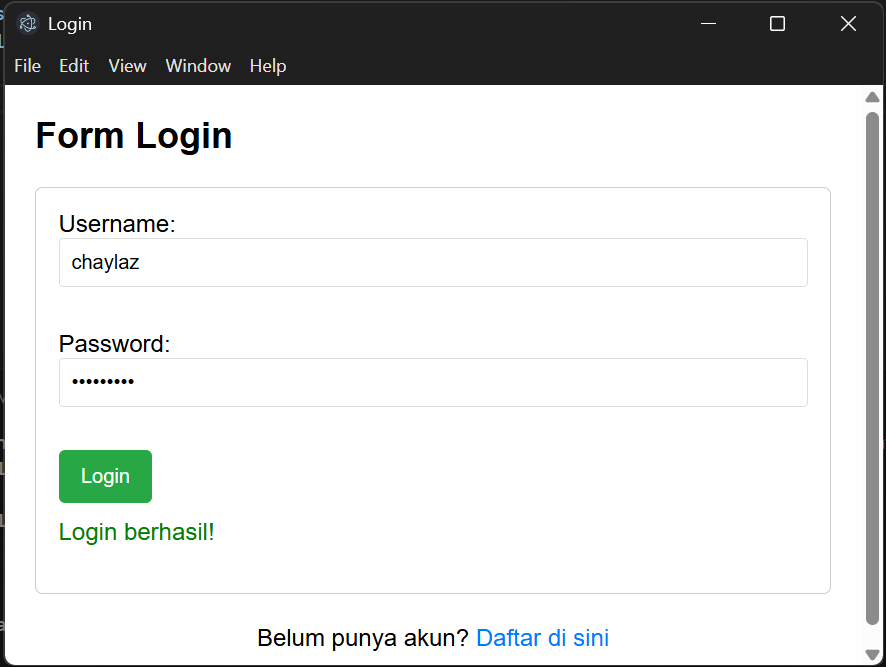 Login
File Edit View Window Help
Form Login
Username:
chaylaz
Password:
•••••••••
Login
Login berhasil!
Belum punya akun? Daftar di sini